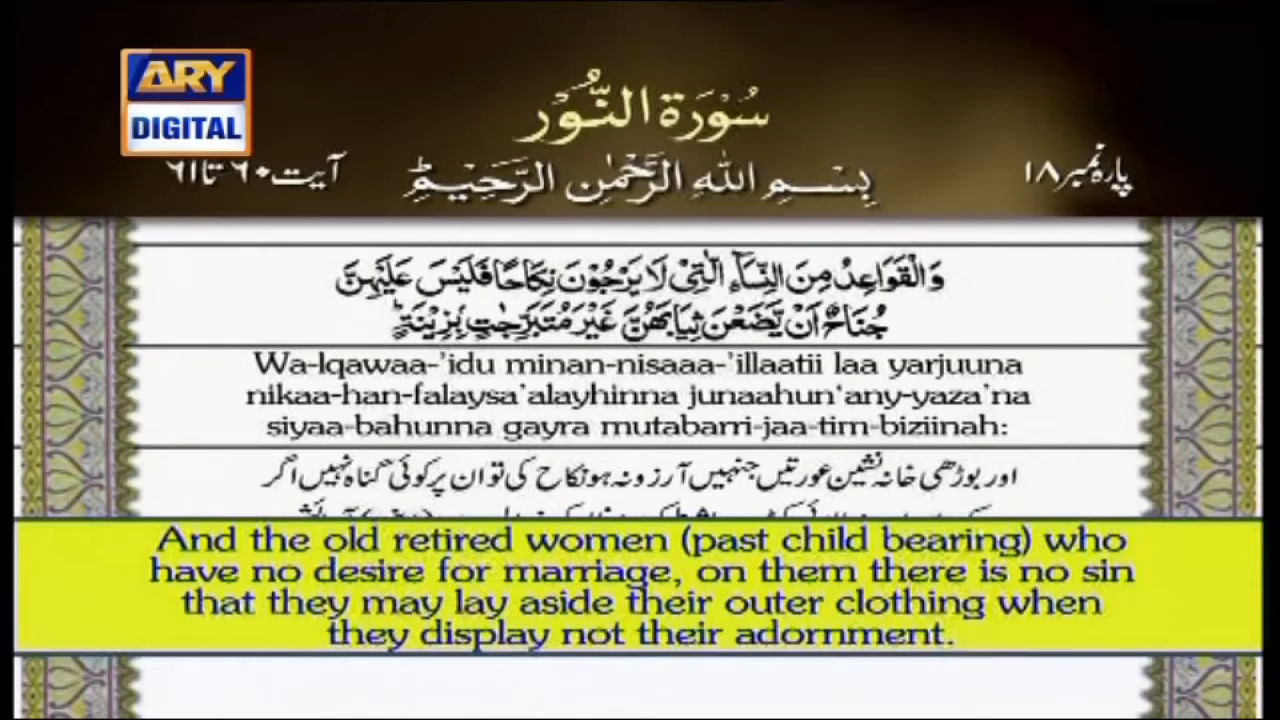 ARY
DIGITAL
سُوْرَةُ النُّوْر
پارہ نمبر ۱۸
بِسْمِ اللهِ الرَّحْمٰنِ الرَّحِيْمِ
آیت ۶۰ تا ۶۱
وَالْقَوَاعِدُ مِنَ النِّسَآءِ الّٰتِيْ لَا يَرْجُوْنَ نِكَاحًا فَلَيْسَ عَلَيْهِنَّ
جُنَاحٌ اَنْ يَّضَعْنَ ثِيَابَهُنَّ غَيْرَ مُتَبَرِّجٰتٍۭ بِزِيْنَةٍ ؕ
Wa-lqawaa-'idu minan-nisaaa-'illaatii laa yarjuuna
nikaa-han-falaysa'alayhinna junaahun'any-yaza'na
siyaa-bahunna gayra mutabarri-jaa-tim-biziinah:
اور بوڑھی خانہ نشین عورتیں جنہیں آرزو نہ ہو نکاح کی تو ان پر کوئی گناہ نہیں اگر
And the old retired women (past child bearing) who
have no desire for marriage, on them there is no sin
that they may lay aside their outer clothing when
they display not their adornment.